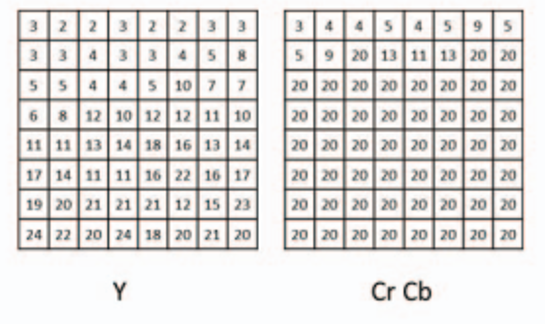 3 2 2 3 2 2 3 3
3 3 4 3 3 4 5 8
5 5 4 4 5 10 7 7
6 8 12 10 12 12 11 10
11 11 13 14 18 16 13 14
17 14 11 11 16 22 16 17
19 20 21 21 21 12 15 23
24 22 20 24 18 20 21 20
Y
3 4 4 5 4 5 9 5
5 9 20 13 11 13 20 20
20 20 20 20 20 20 20 20
20 20 20 20 20 20 20 20
20 20 20 20 20 20 20 20
20 20 20 20 20 20 20 20
20 20 20 20 20 20 20 20
20 20 20 20 20 20 20 20
Cr Cb